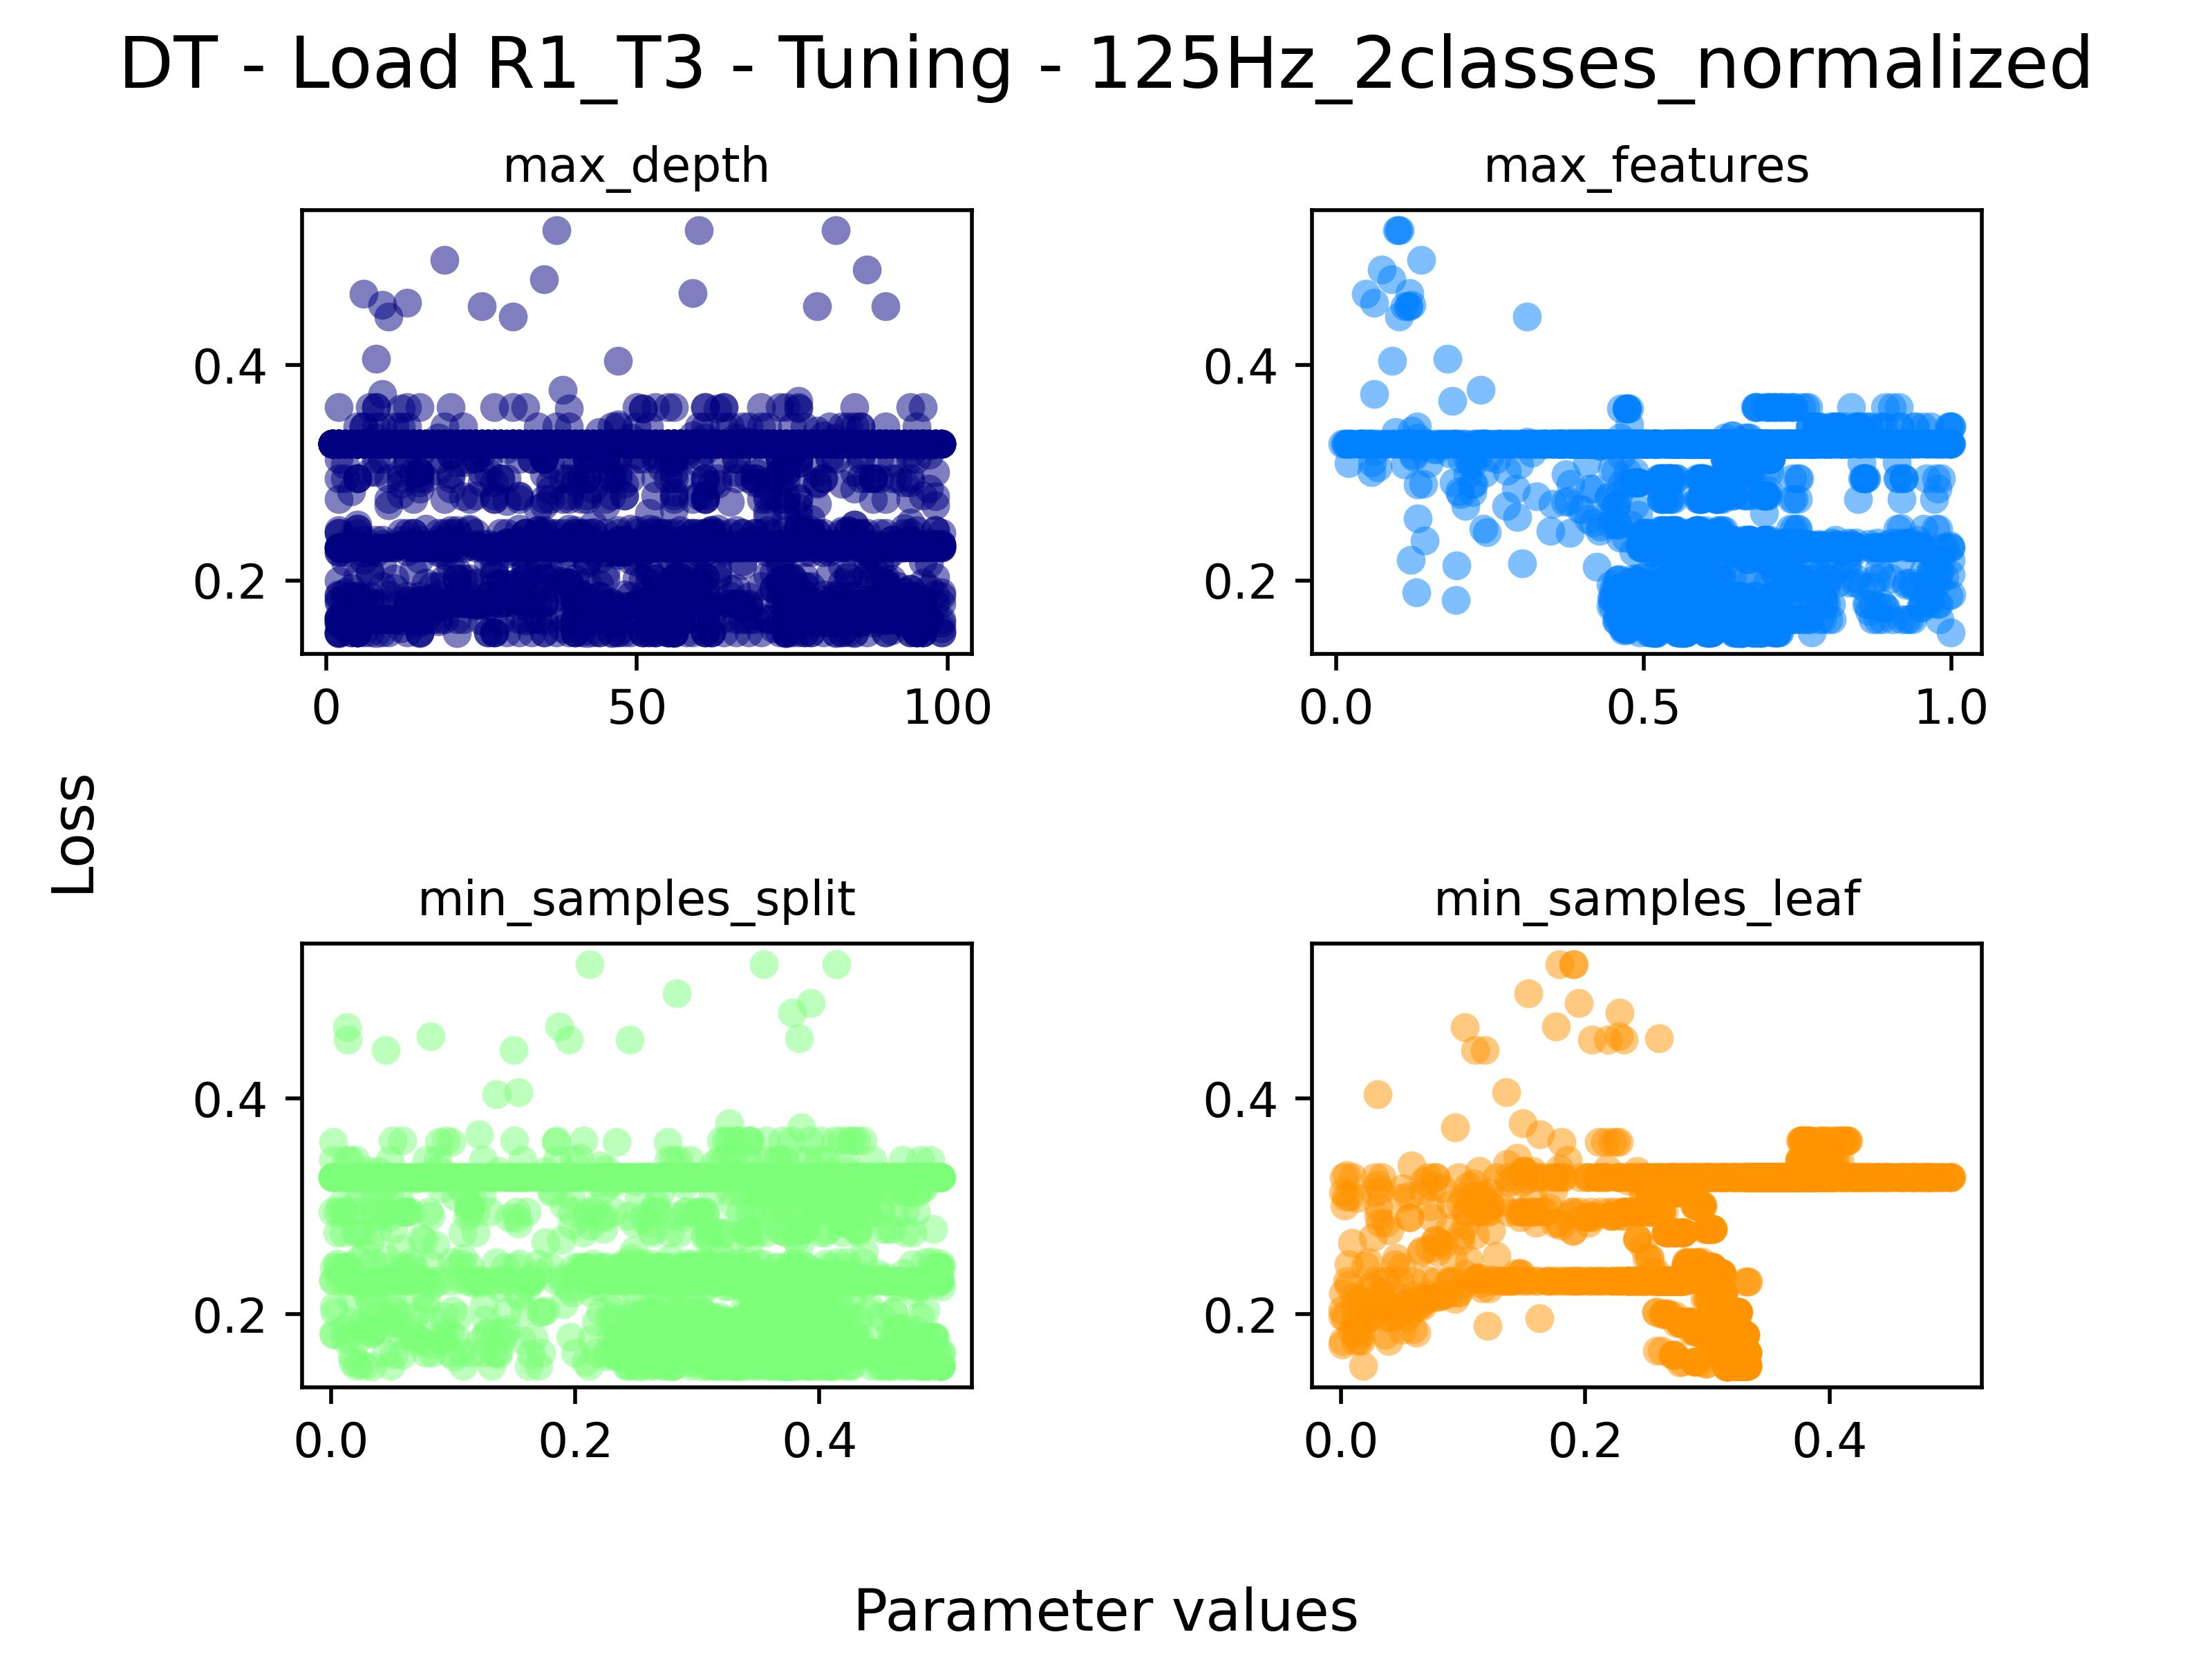 DT - Load R1_T3 - Tuning - 125Hz_2classes_normalized
max_depth
max_features
0.4
0.2
0
50
100
0.4
0.2
0.0
0.5
1.0
Loss
min_samples_split
min_samples_leaf
0.4
0.2
0.0
0.2
0.4
0.4
0.2
0.0
0.2
0.4
Parameter values